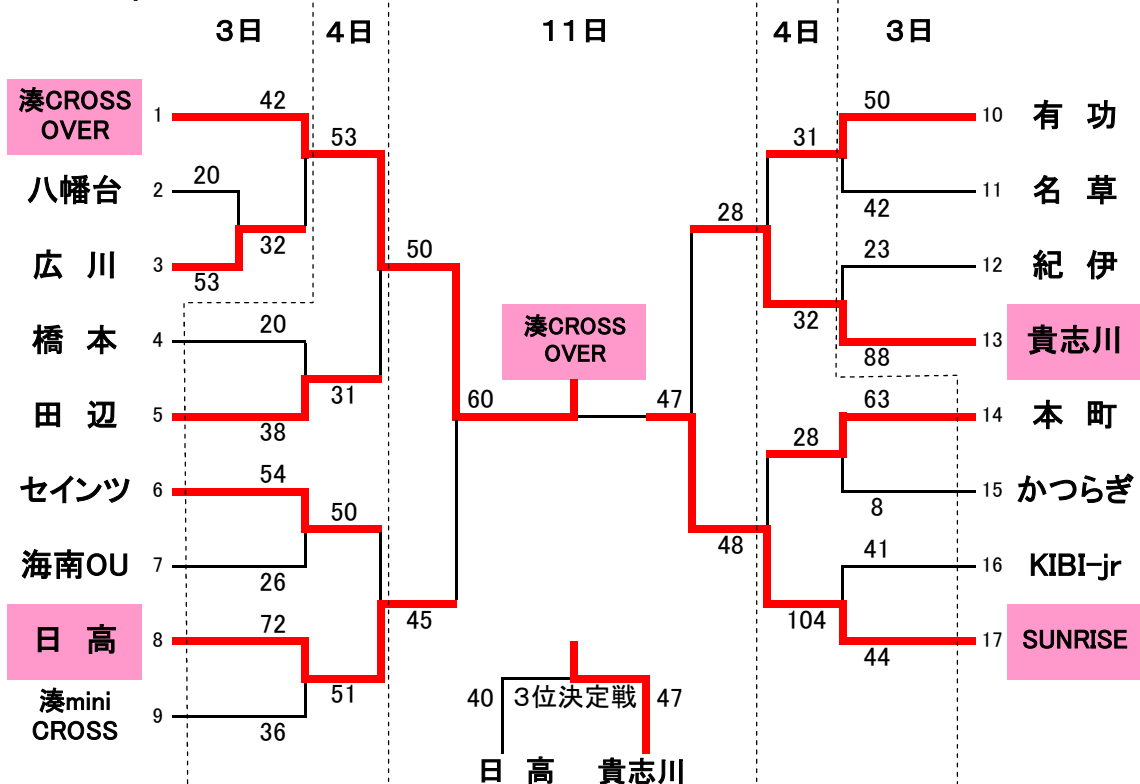 3日 4日 11日 4日 3日
湊CROSS
OVER
1
42
53
八幡台
2
20
32
広 川
3
53
50
橋 本
4
20
31
田 辺
5
38
60
セインツ
6
54
50
海南OU
7
26
45
日 高
8
72
51
湊mini
CROSS
9
36
湊CROSS
OVER
47
40 3位決定戦 47
日 高 貴志川
50
10
有 功
31
11
名 草
42
28
23
12
紀 伊
32
88
13
貴志川
63
14
本 町
28
15
かつらぎ
8
48
41
16
KIBI-jr
104
44
17
SUNRISE